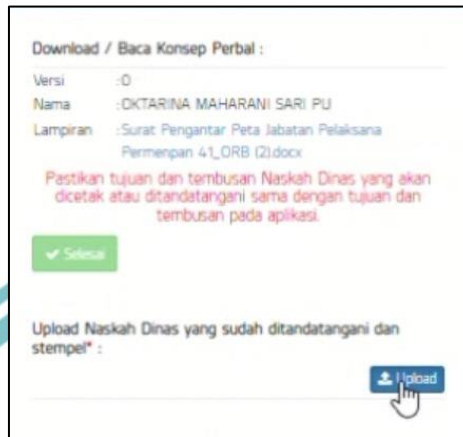 Download / Baca Konsep Perbal :
Versi :0
Nama :OKTARINA MAHARANI SARI PU
Lampiran :Surat Pengantar Peta Jabatan Pelaksana
Permenpan 41_ORB (2).docx
Pastikan tujuan dan tembusan Naskah Dinas yang akan
dicetak atau ditandatangani sama dengan tujuan dan
tembusan pada aplikasi.
Selesai
Upload Naskah Dinas yang sudah ditandatangani dan
stempel* :
Upload